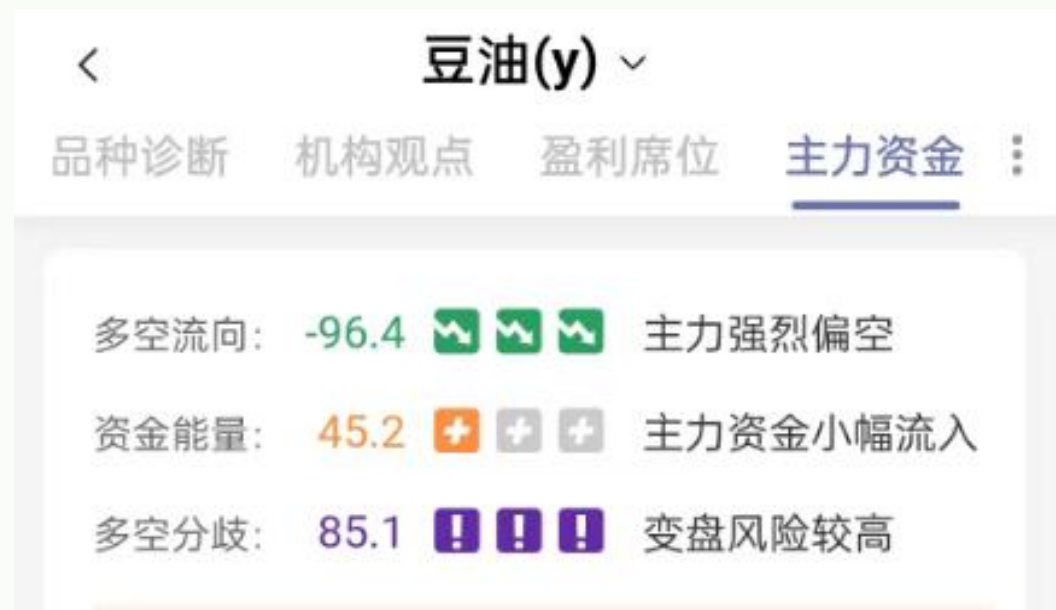 豆油(y)
品种诊断 机构观点 盈利席位 主力资金
多空流向: -96.4 主力强烈偏空
资金能量: 45.2 主力资金小幅流入
多空分歧: 85.1 变盘风险较高